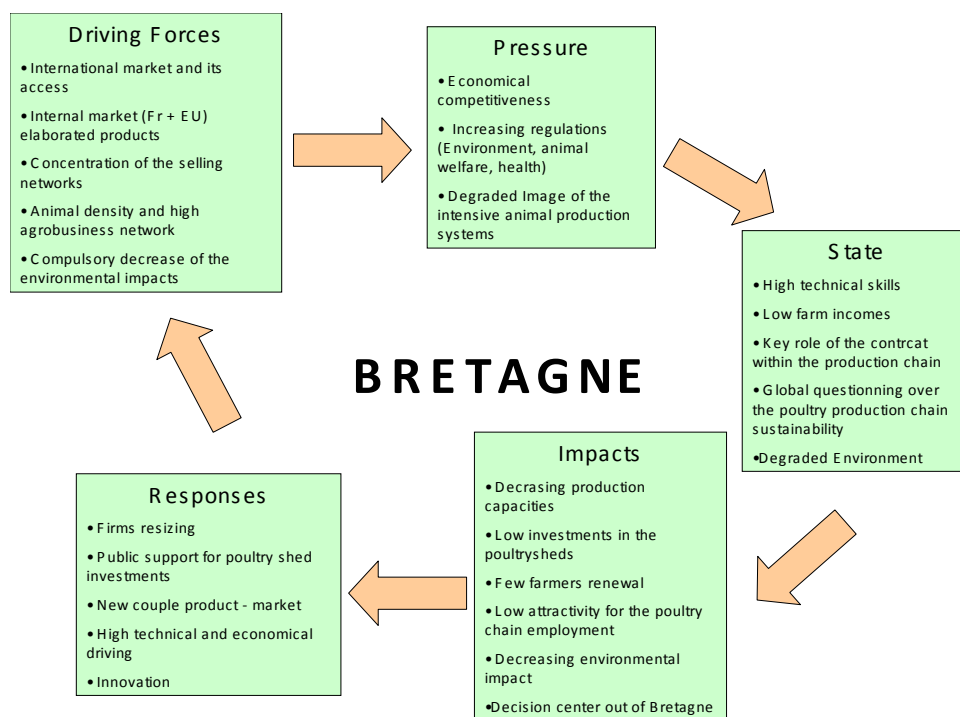 Driving Forces
• International market and its
access
• Internal market (Fr + EU)
elaborated products
• Concentration of the selling
networks
• Animal density and high
agrobusiness network
• Compulsory decrease of the
environmental impacts
Pressure
• Economical
competitiveness
• Increasing regulations
(Environment, animal
welfare, health)
• Degraded Image of the
intensive animal production
systems
State
• High technical skills
• Low farm incomes
• Key role of the contrcat
within the production chain
• Global questionning over
the poultry production chain
sustainability
• Degraded Environment
BRETAGNE
Impacts
• Decrasing production
capacities
• Low investments in the
poultrysheds
• Few farmers renewal
• Low attractivity for the poultry
chain employment
• Decreasing environmental
impact
• Decision center out of Bretagne
Responses
• Firms resizing
• Public support for poultry shed
investments
• New couple product - market
• High technical and economical
driving
• Innovation